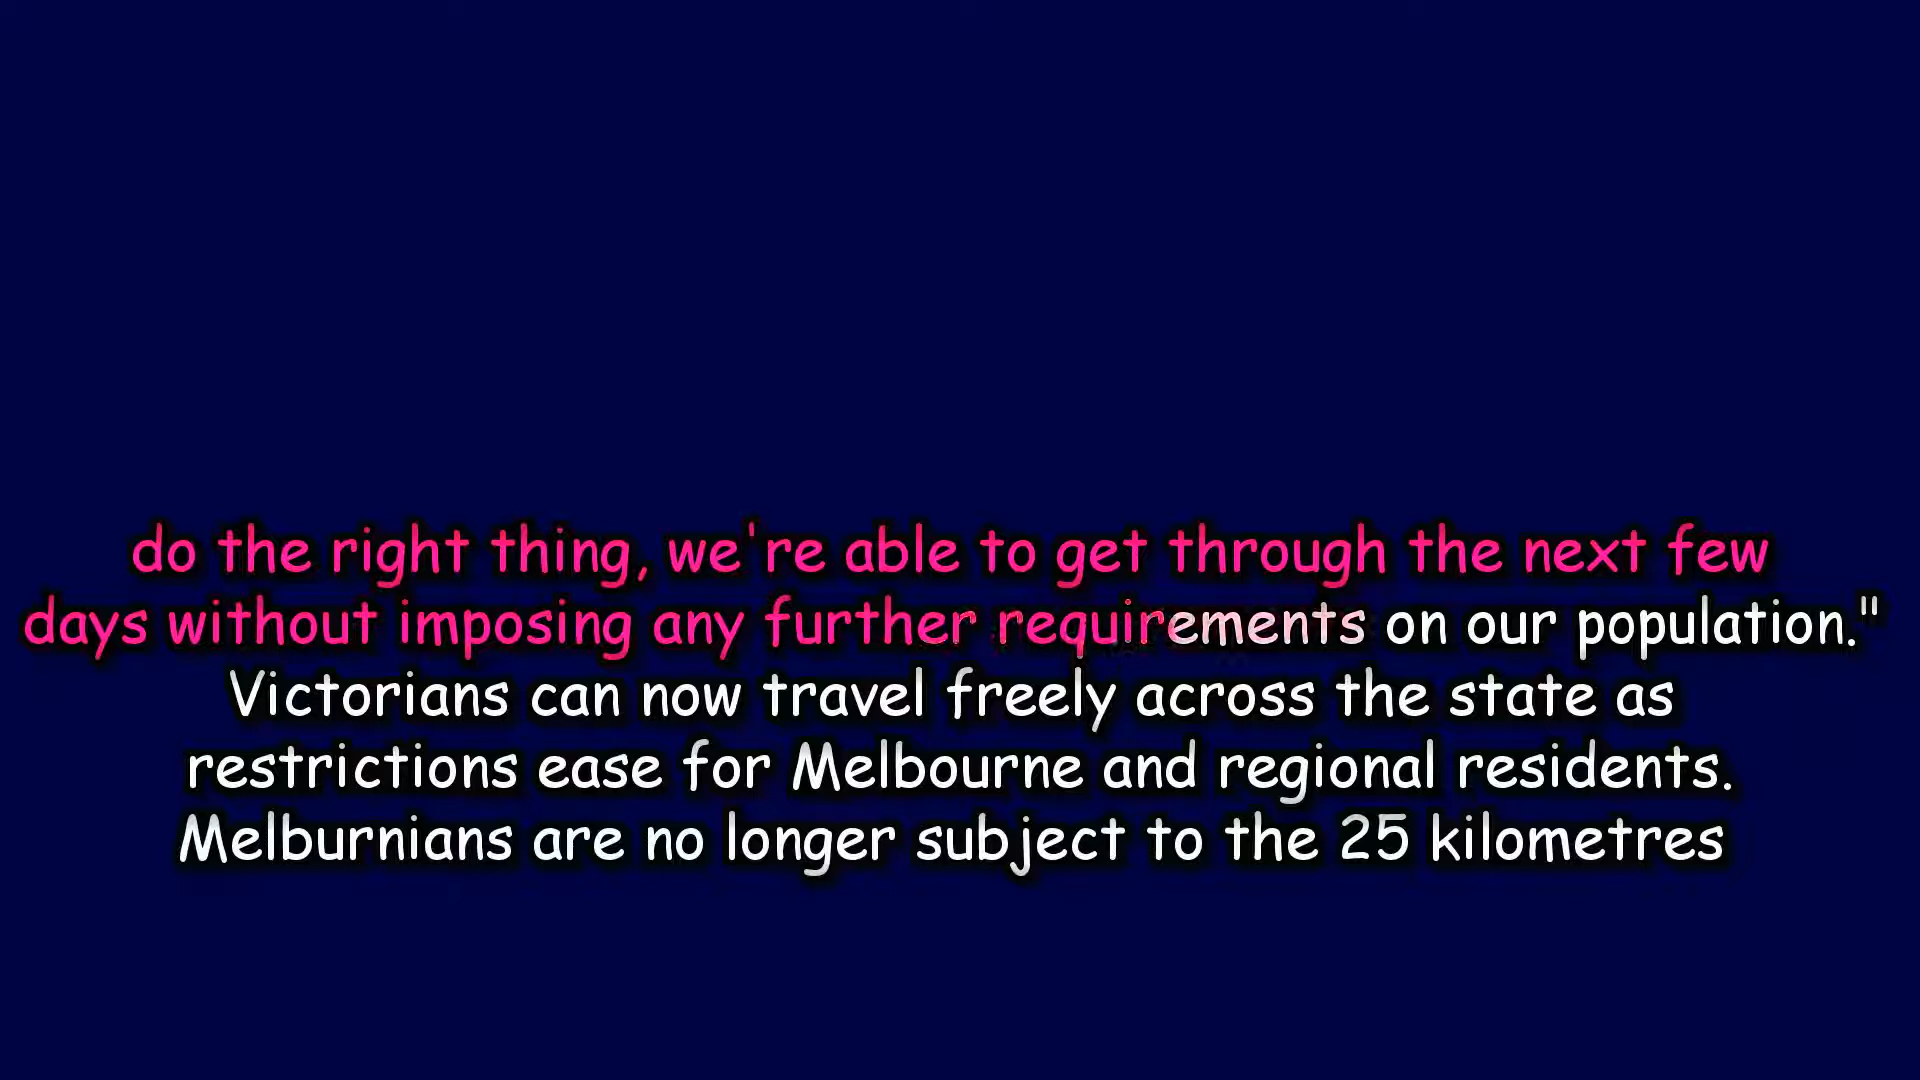 do the right thing, we're able to get through the next few
days without imposing any further requirements on our population."
Victorians can now travel freely across the state as
restrictions ease for Melbourne and regional residents.
Melburnians are no longer subject to the 25 kilometres